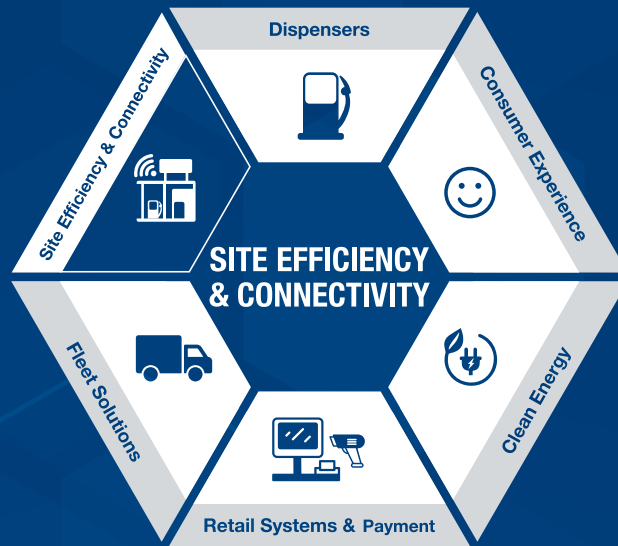 Dispensers
Site Efficiency & Connectivity
Consumer Experience
SITE EFFICIENCY
& CONNECTIVITY
Fleet Solutions
Clean Energy
Retail Systems & Payment